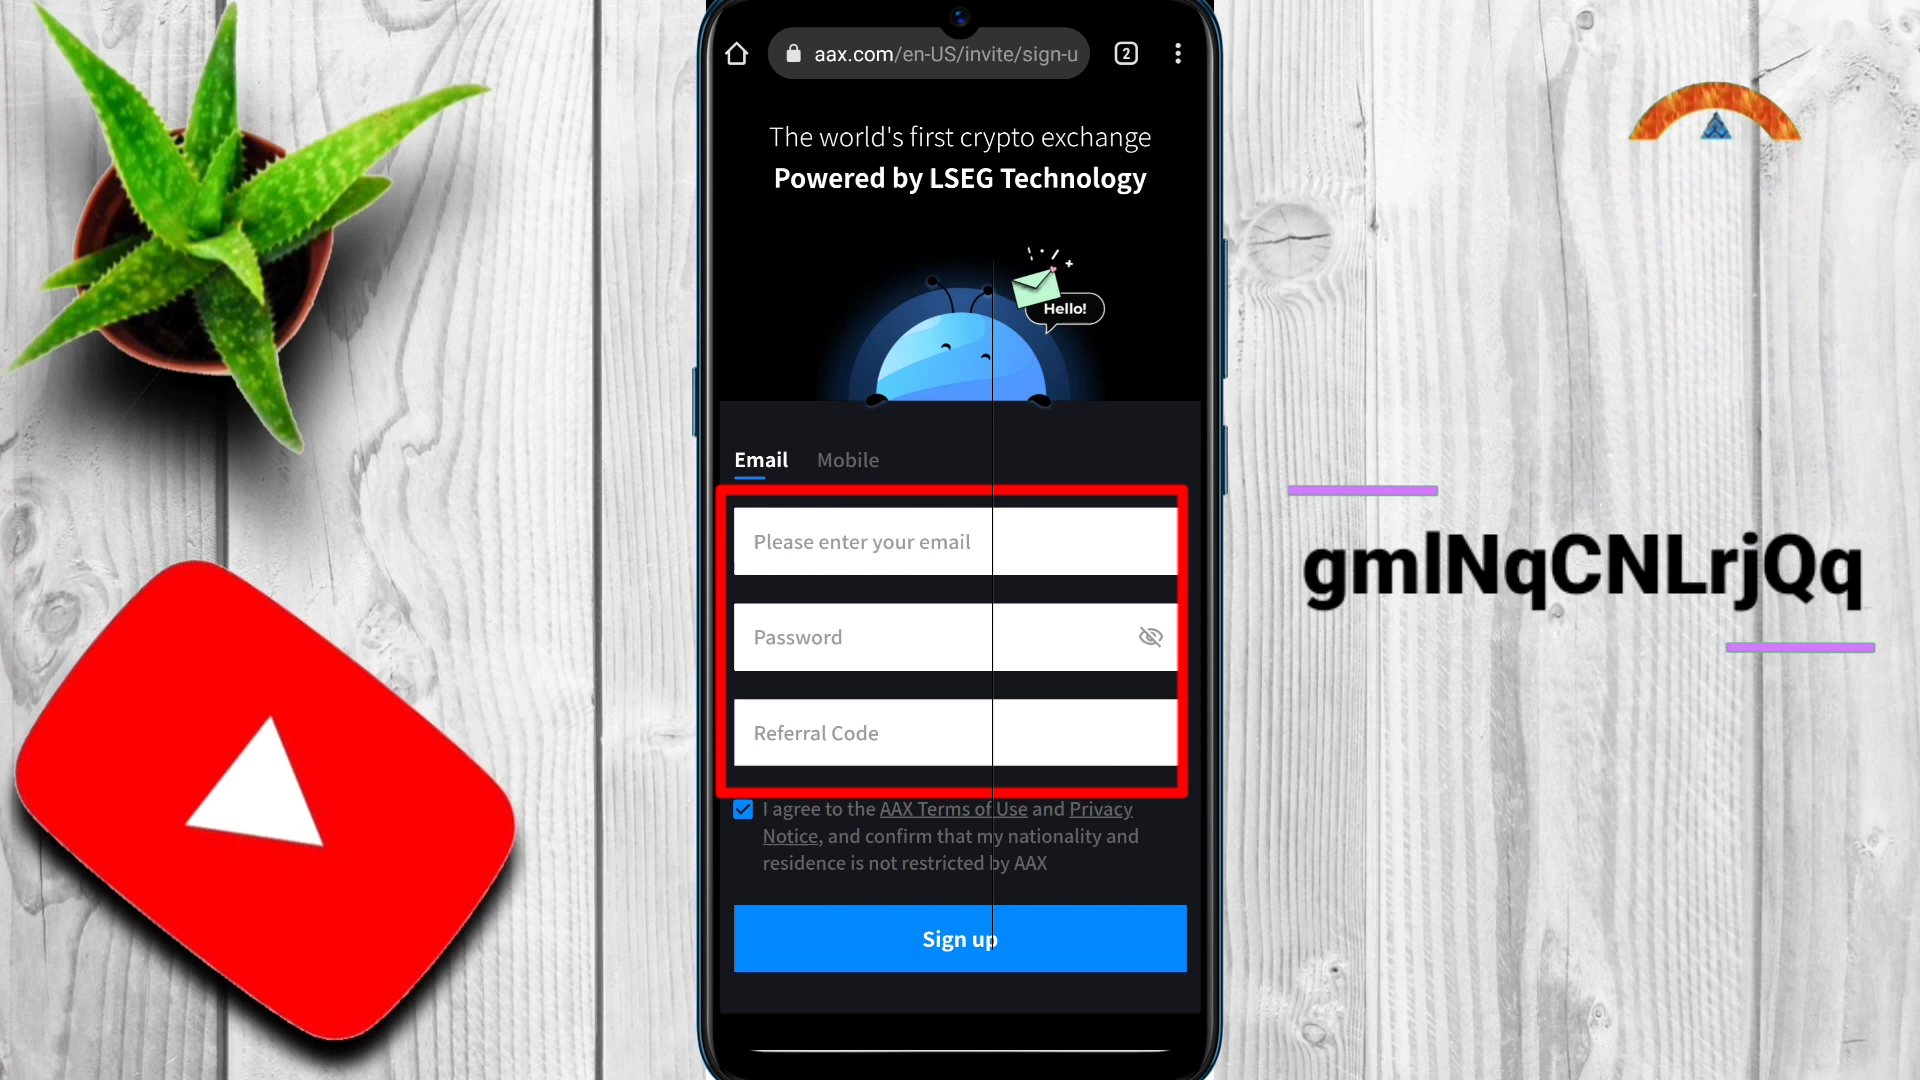 aax.com/en-US/invite/sign-u
2
The world's first crypto exchange
Powered by LSEG Technology
Hello!
Email Mobile
Please enter your email
Password
Referral Code
I agree to the AAX Terms of Use and Privacy
Notice, and confirm that my nationality and
residence is not restricted by AAX
Sign up
gmlNqCNLrjQq